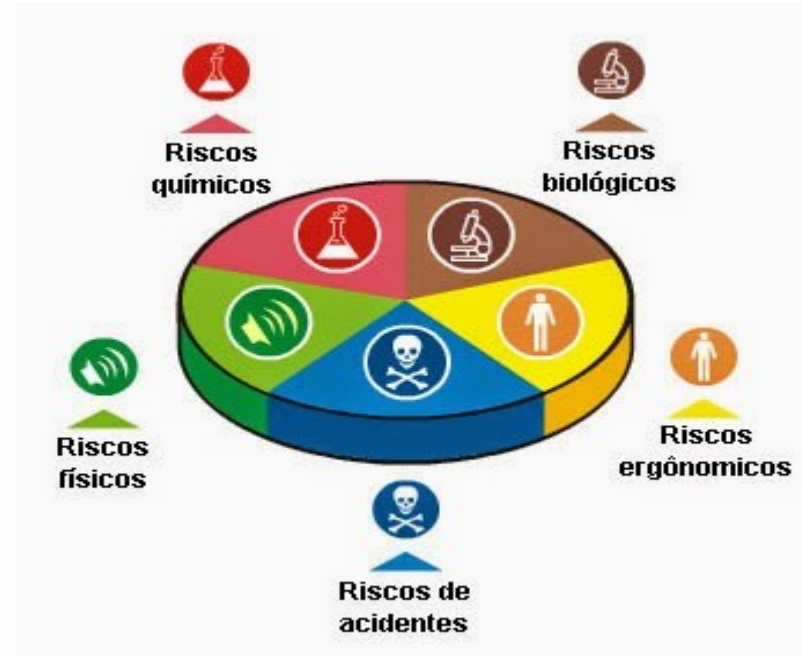 Riscos
químicos
Riscos
biológicos
Riscos
físicos
Riscos
ergônomicos
Riscos de
acidentes